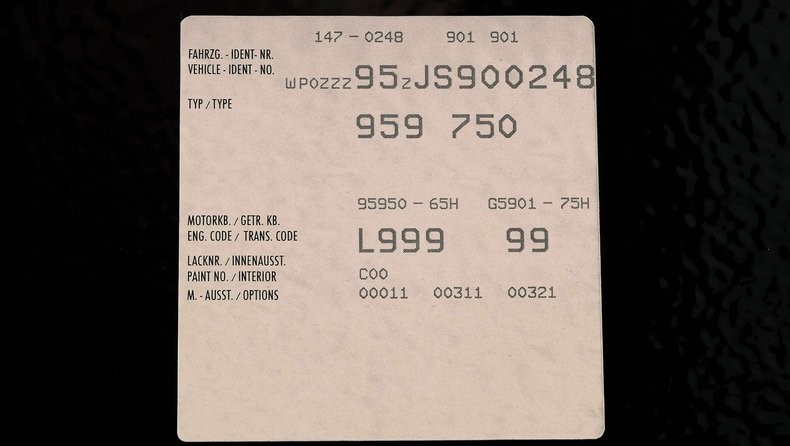 147 - 0248 901 901
FAHRZG. - IDENT- NR.
VEHICLE - IDENT - NO. WP0ZZZ95ZJS900248
TYP / TYPE
959 750
95950 - 65H G5901 - 75H
MOTORKB. / GETR. KB.
ENG. CODE / TRANS. CODE L999 99
LACKNR. / INNENAUSST.
PAINT NO. / INTERIOR C00
M. - AUSST. / OPTIONS 00011 00311 00321